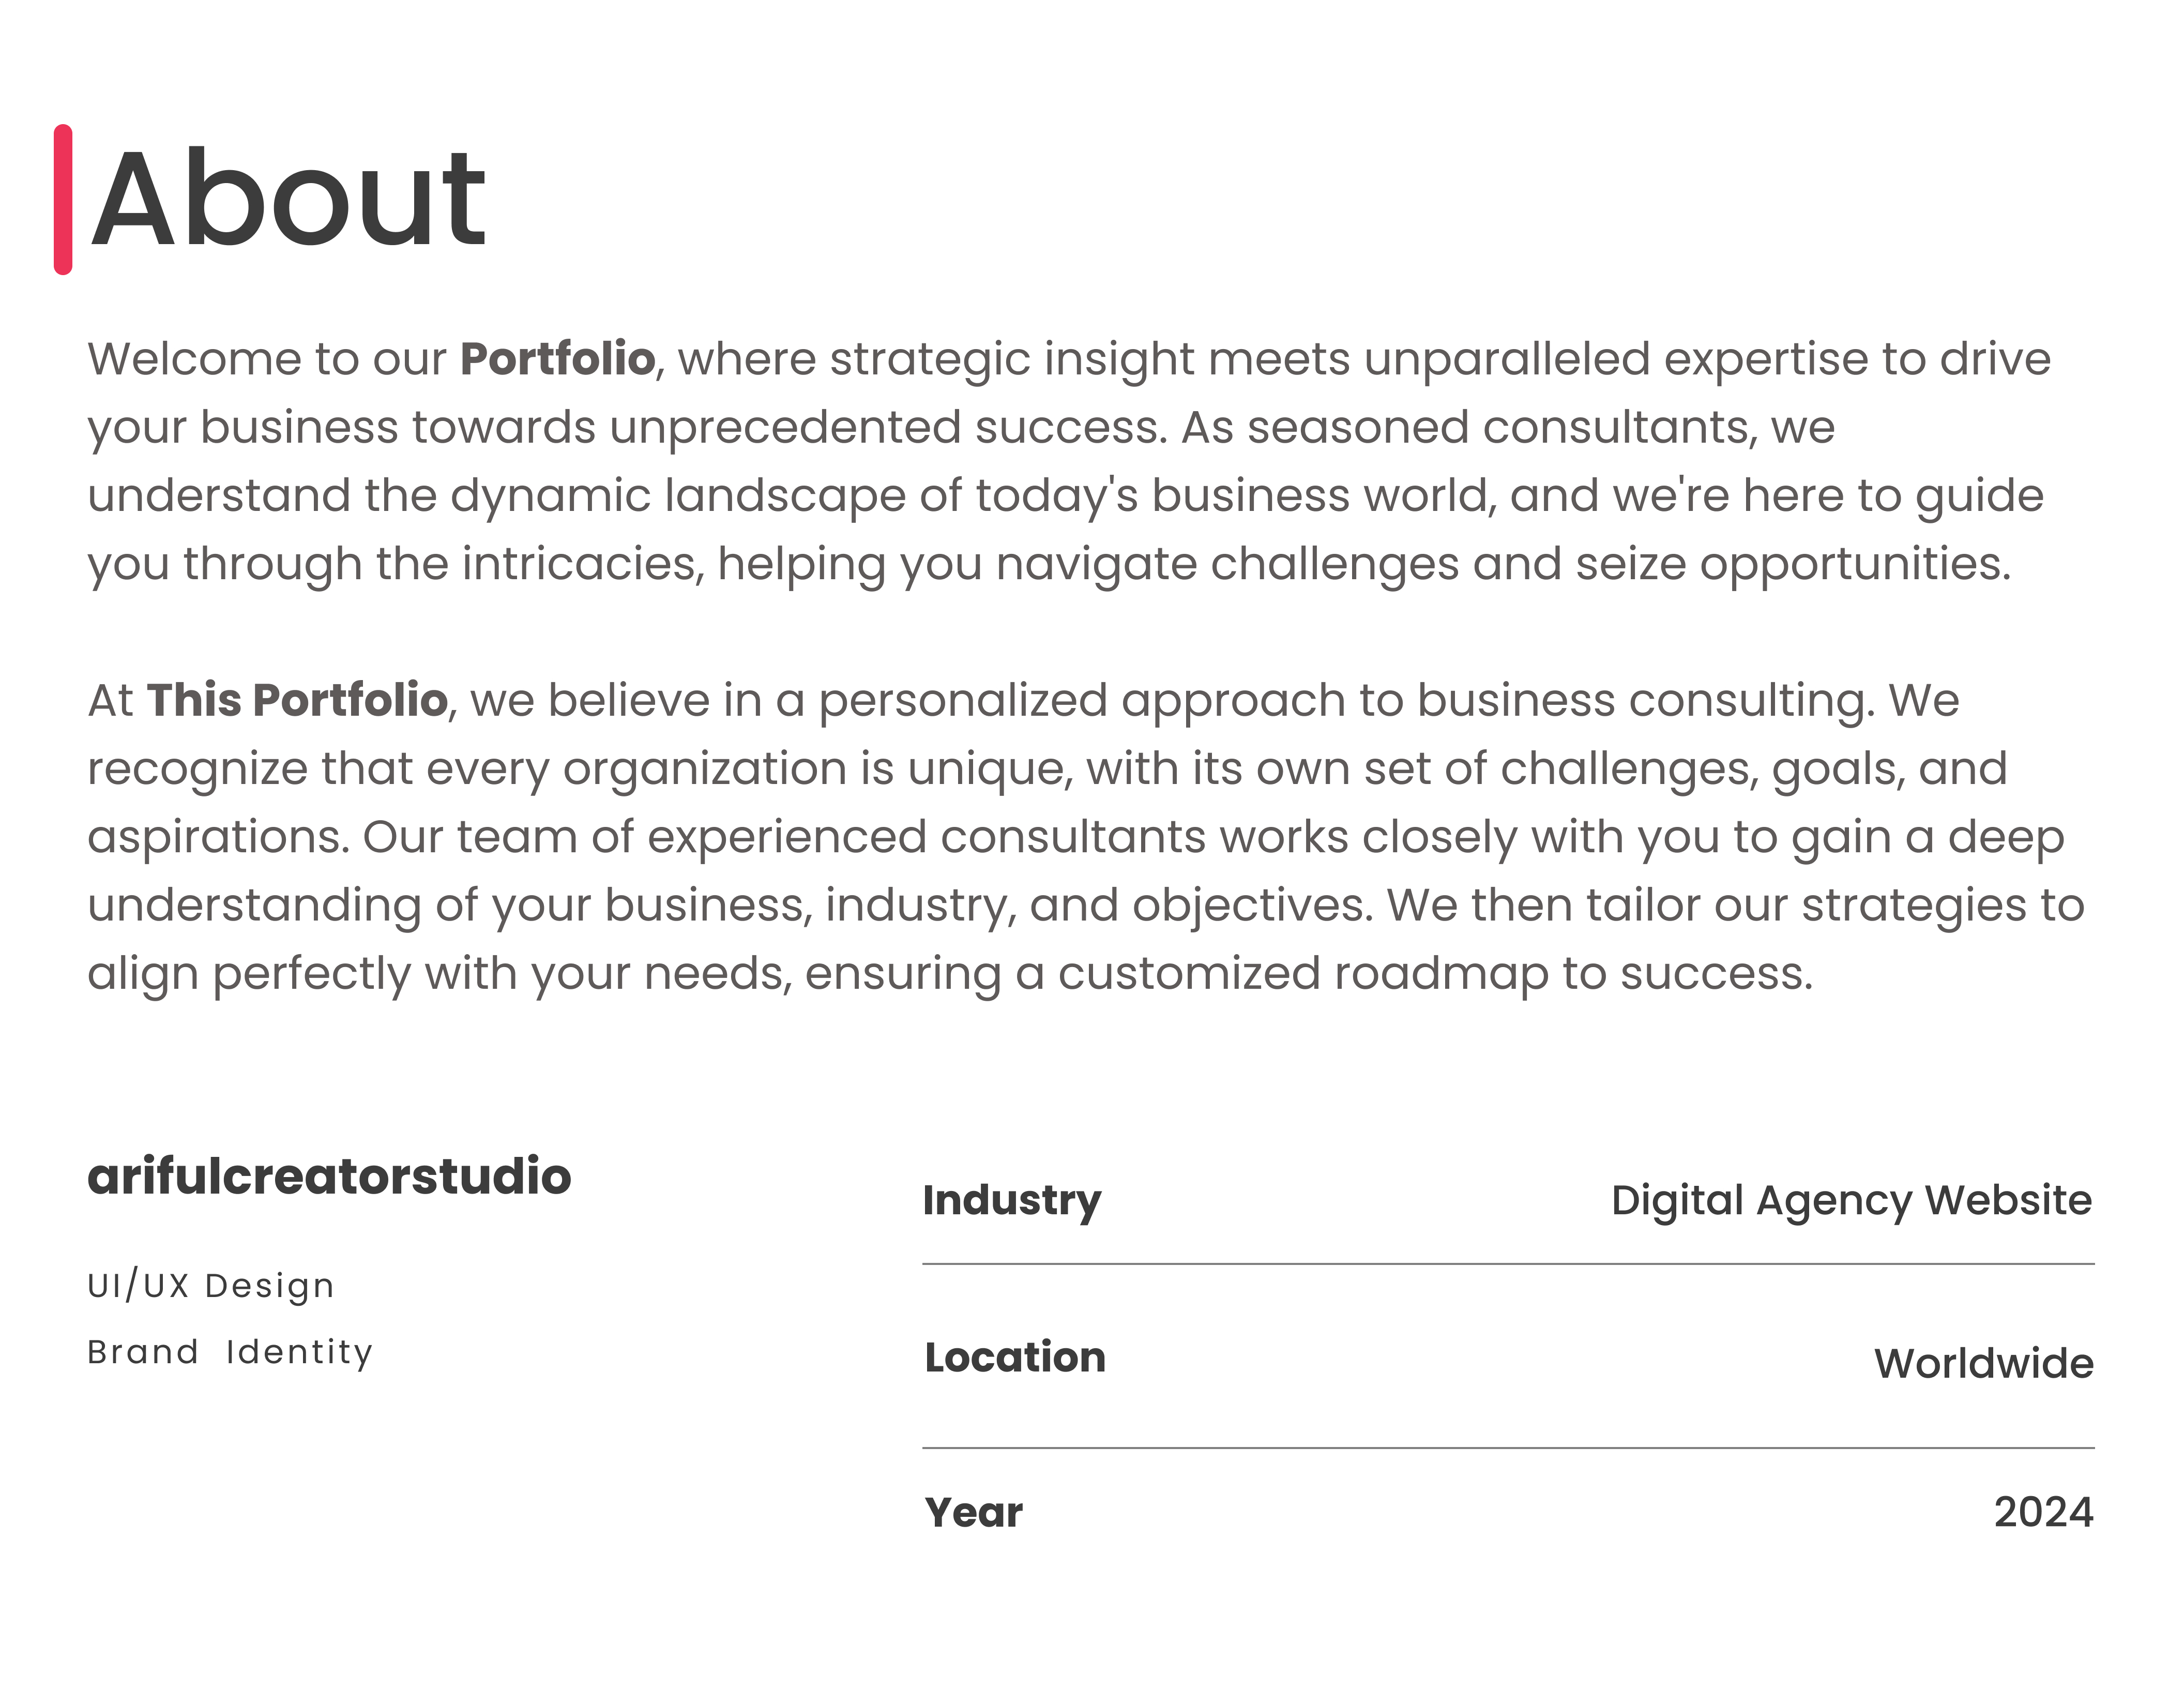 About
Welcome to our Portfolio, where strategic insight meets unparalleled expertise to drive
your business towards unprecedented success. As seasoned consultants, we
understand the dynamic landscape of today's business world, and we're here to guide
you through the intricacies, helping you navigate challenges and seize opportunities.
At This Portfolio, we believe in a personalized approach to business consulting. We
recognize that every organization is unique, with its own set of challenges, goals, and
aspirations. Our team of experienced consultants works closely with you to gain a deep
understanding of your business, industry, and objectives. We then tailor our strategies to
align perfectly with your needs, ensuring a customized roadmap to success.
arifulcreatorstudio
UI/UX Design
Brand Identity
Industry Digital Agency Website
Location Worldwide
Year 2024